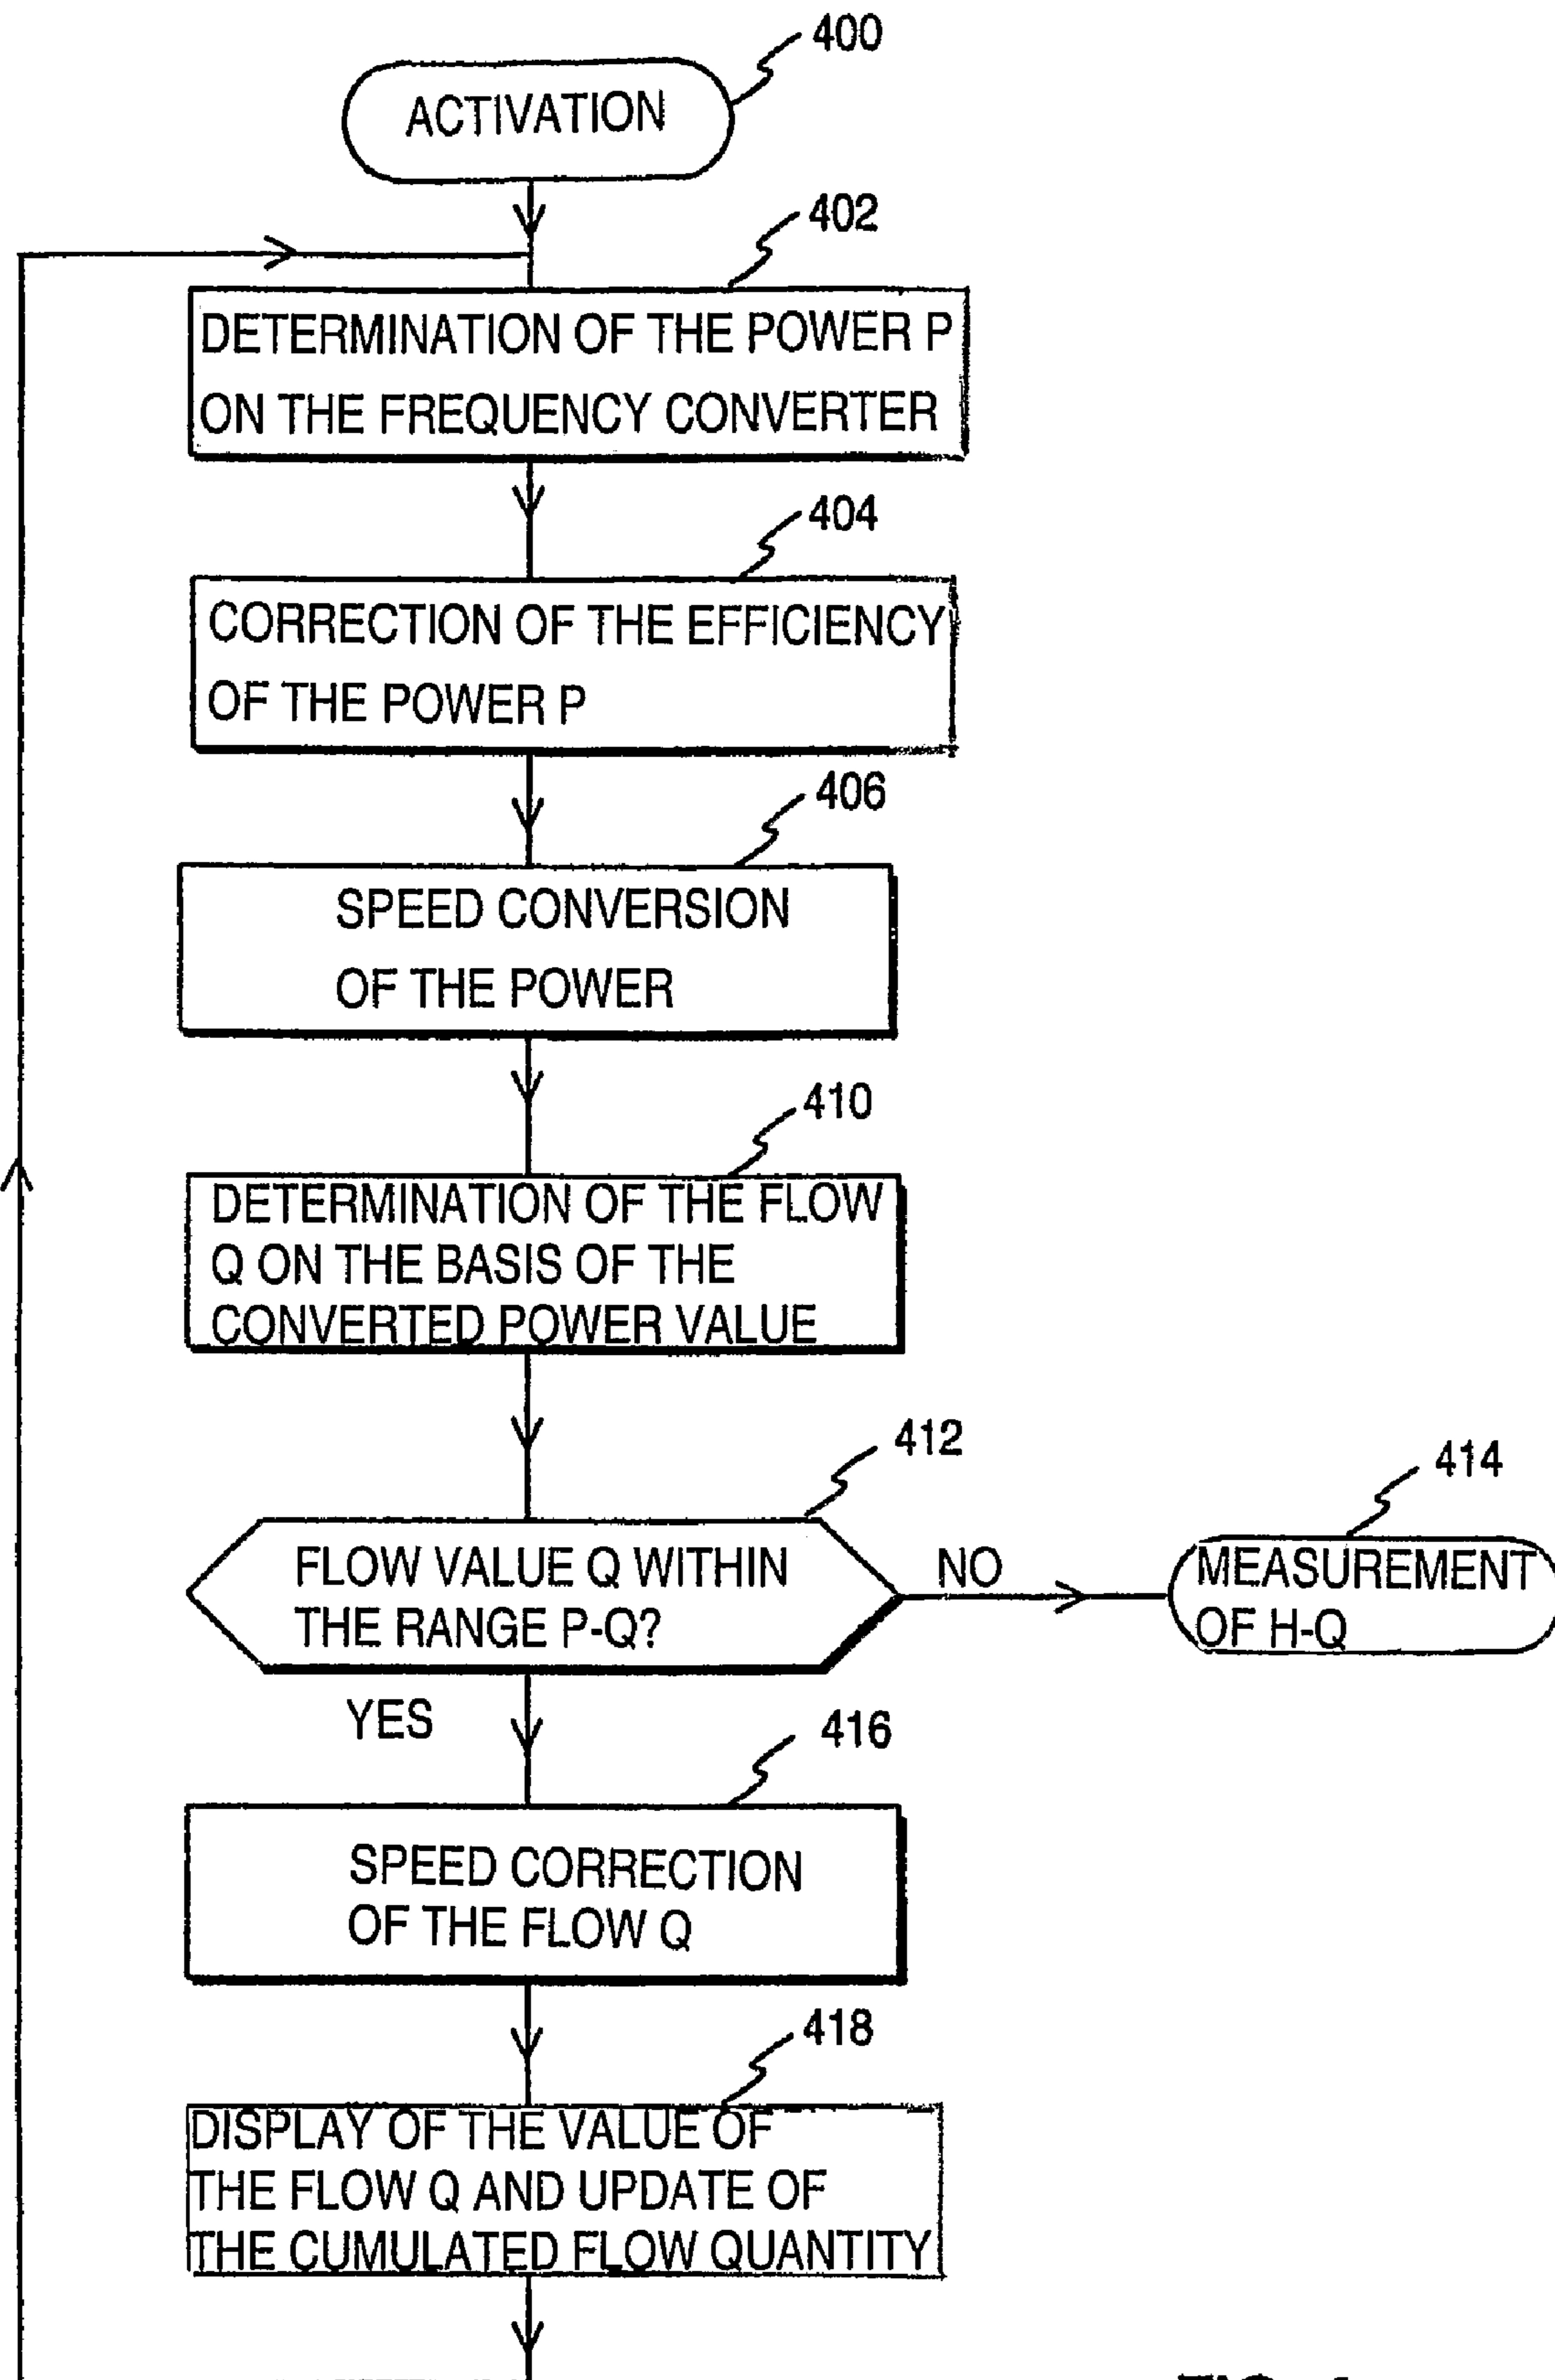 400
ACTIVATION
402
DETERMINATION OF THE POWER P
ON THE FREQUENCY CONVERTER
404
CORRECTION OF THE EFFICIENCY
OF THE POWER P
406
SPEED CONVERSION
OF THE POWER
410
DETERMINATION OF THE FLOW
Q ON THE BASIS OF THE
CONVERTED POWER VALUE
412
FLOW VALUE Q WITHIN
THE RANGE P-Q?
NO
414
MEASUREMENT
OF H-Q
YES
416
SPEED CORRECTION
OF THE FLOW Q
418
DISPLAY OF THE VALUE OF
THE FLOW Q AND UPDATE OF
THE CUMULATED FLOW QUANTITY